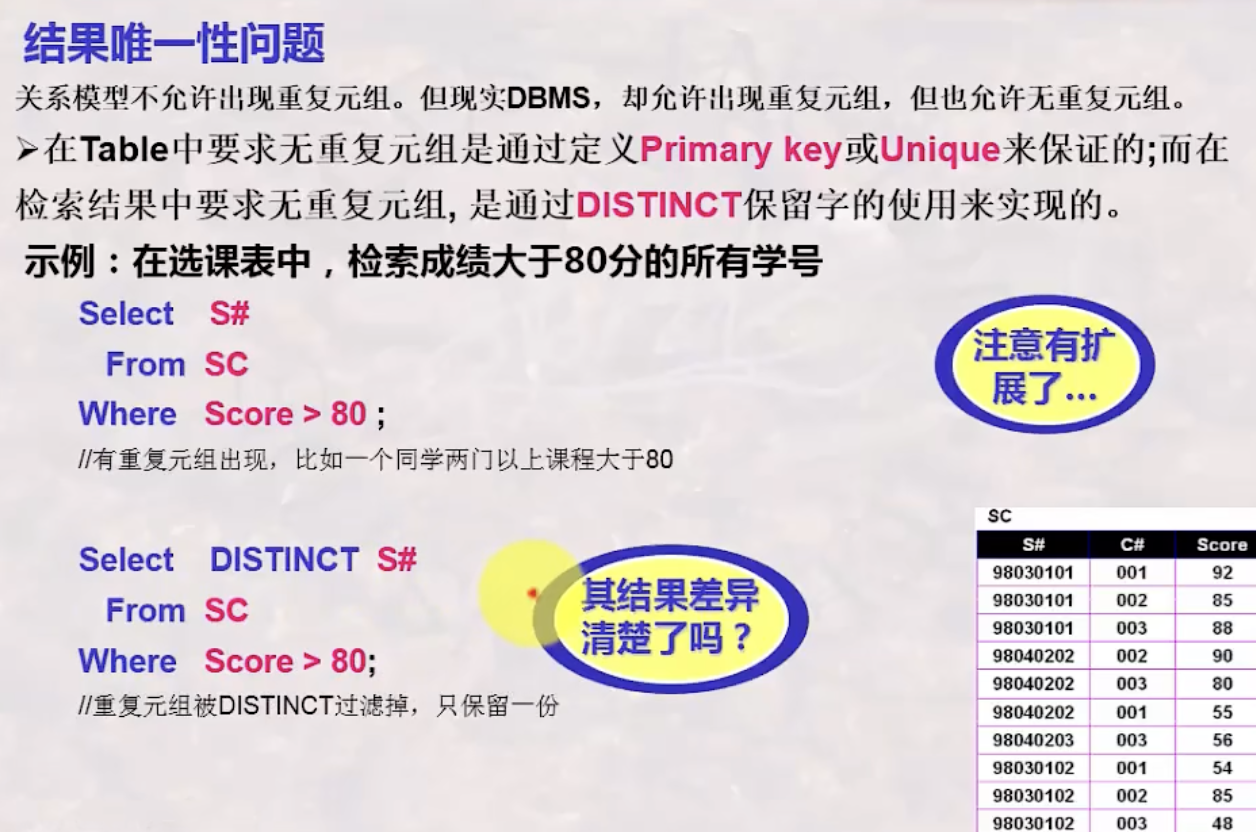 结果唯一性问题
关系模型不允许出现重复元组。但现实DBMS，却允许出现重复元组，但也允许无重复元组。
➢在Table中要求无重复元组是通过定义Primary key或Unique来保证的;而在
检索结果中要求无重复元组, 是通过DISTINCT保留字的使用来实现的。
示例：在选课表中，检索成绩大于80分的所有学号
Select S#
From SC
Where Score > 80 ;
//有重复元组出现，比如一个同学两门以上课程大于80
注意有扩
展了...
Select DISTINCT S#
From SC
Where Score > 80;
//重复元组被DISTINCT过滤掉，只保留一份
其结果差异
清楚了吗？
SC
S# C# Score
98030101 001 92
98030101 002 85
98030101 003 88
98040202 002 90
98040202 003 80
98040202 001 55
98040203 003 56
98030102 001 54
98030102 002 85
98030102 003 48